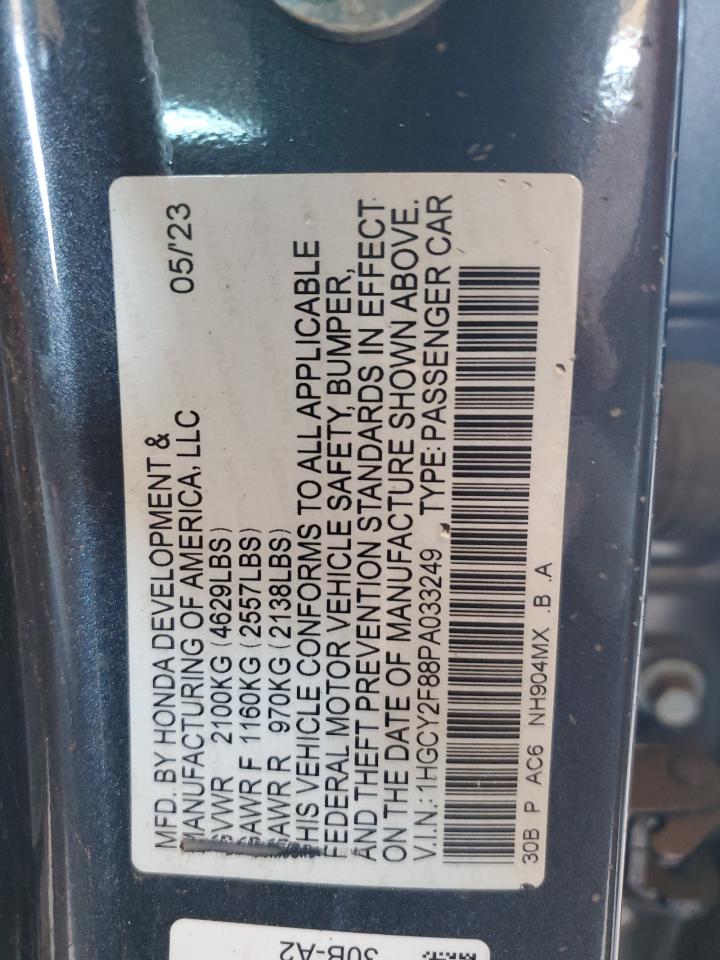 MFD. BY HONDA DEVELOPMENT &
MANUFACTURING OF AMERICA, LLC 05/'23
GVWR 2100KG (4629LBS)
GAWR F 1160KG (2557LBS)
GAWR R 970KG (2138LBS)
THIS VEHICLE CONFORMS TO ALL APPLICABLE
FEDERAL MOTOR VEHICLE SAFETY, BUMPER,
AND THEFT PREVENTION STANDARDS IN EFFECT
ON THE DATE OF MANUFACTURE SHOWN ABOVE.
V.I.N.: 1HGCY2F88PA033249 TYPE: PASSENGER CAR
30B P AC6 NH904MX .B .A
30B-A2